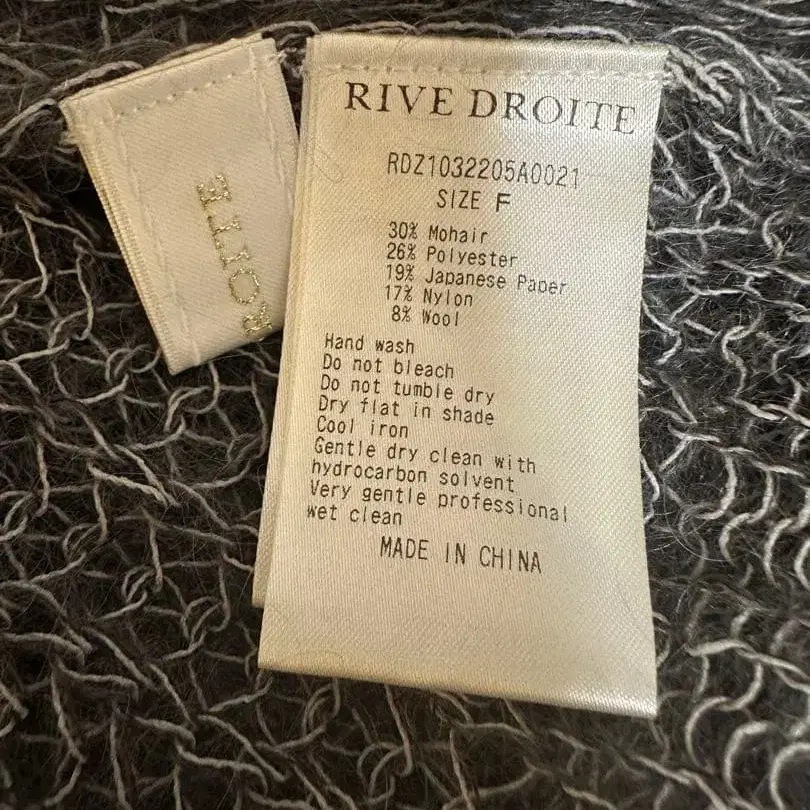 RIVE DROITE
RDZ1032205A0021
SIZE F
30% Mohair
26% Polyester
19% Japanese Paper
17% Nylon
8% Wool
Hand wash
Do not bleach
Do not tumble dry
Dry flat in shade
Cool iron
Gentle dry clean with
hydrocarbon solvent
Very gentle professional
wet clean
MADE IN CHINA
ROITE